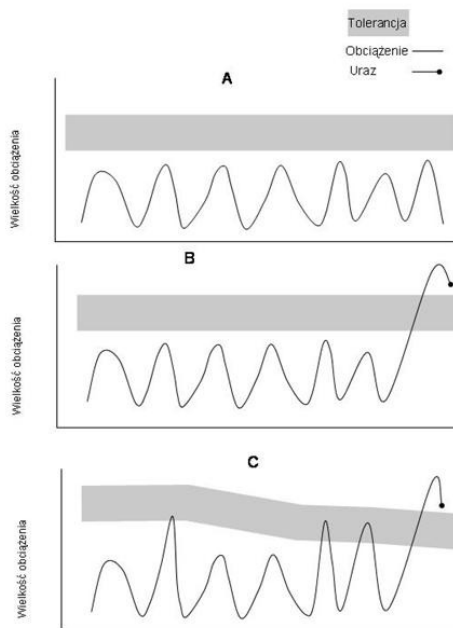 Tolerancja
Obciążenie
Uraz
A
Wielkość obciążenia
B
Wielkość obciążenia
C
Wielkość obciążenia